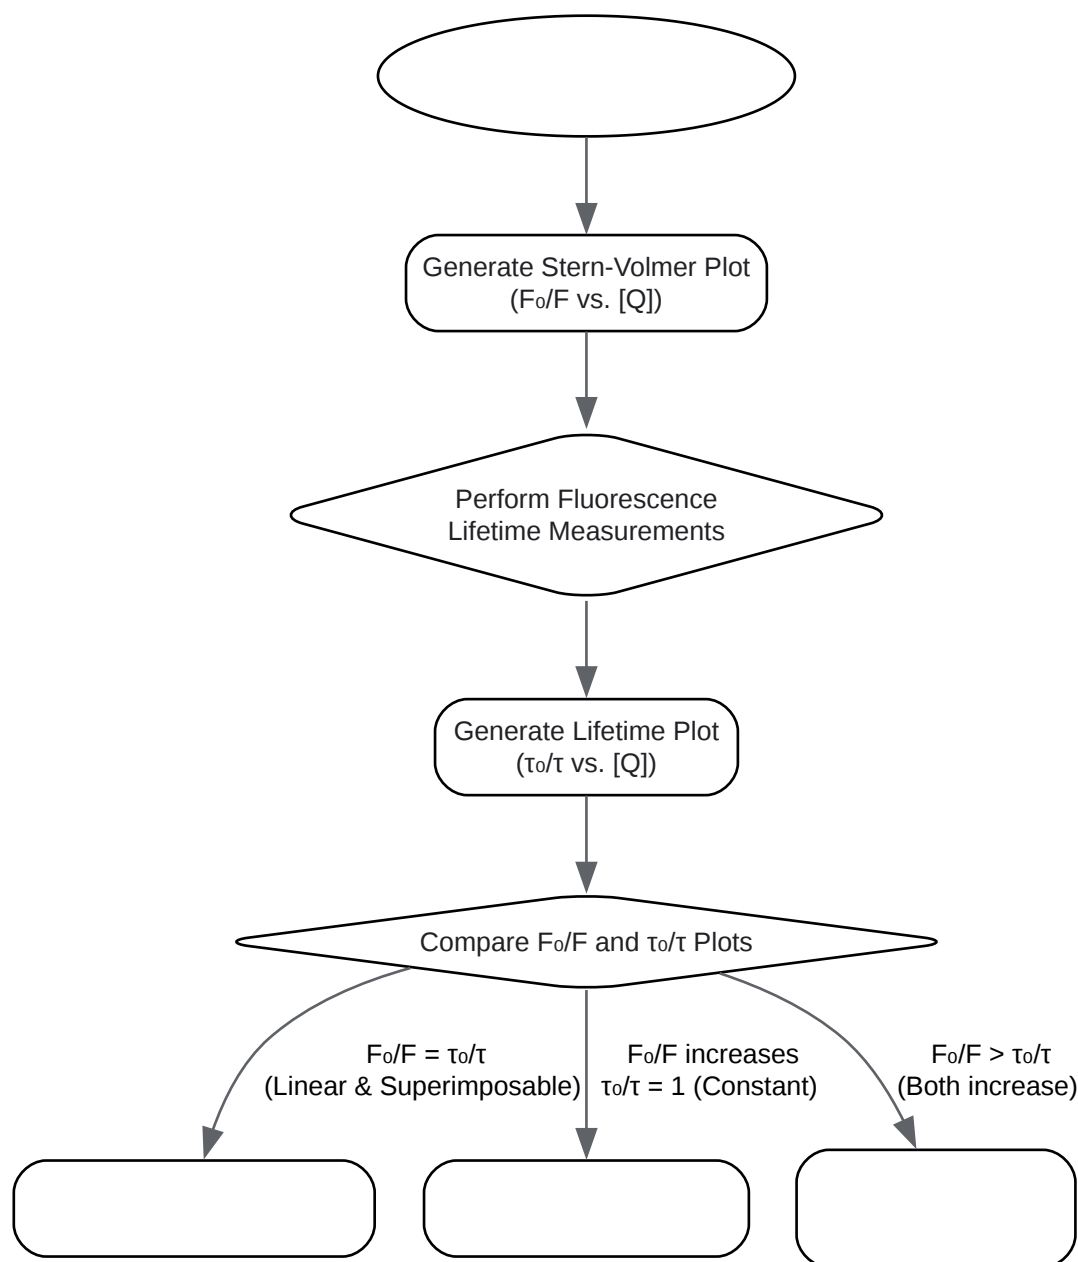 Generate Stern-Volmer Plot
(F₀/F vs. [Q])
Perform Fluorescence
Lifetime Measurements
Generate Lifetime Plot
(τ₀/τ vs. [Q])
Compare F₀/F and τ₀/τ Plots
F₀/F = τ₀/τ
(Linear & Superimposable)
F₀/F increases
τ₀/τ = 1 (Constant)
F₀/F > τ₀/τ
(Both increase)